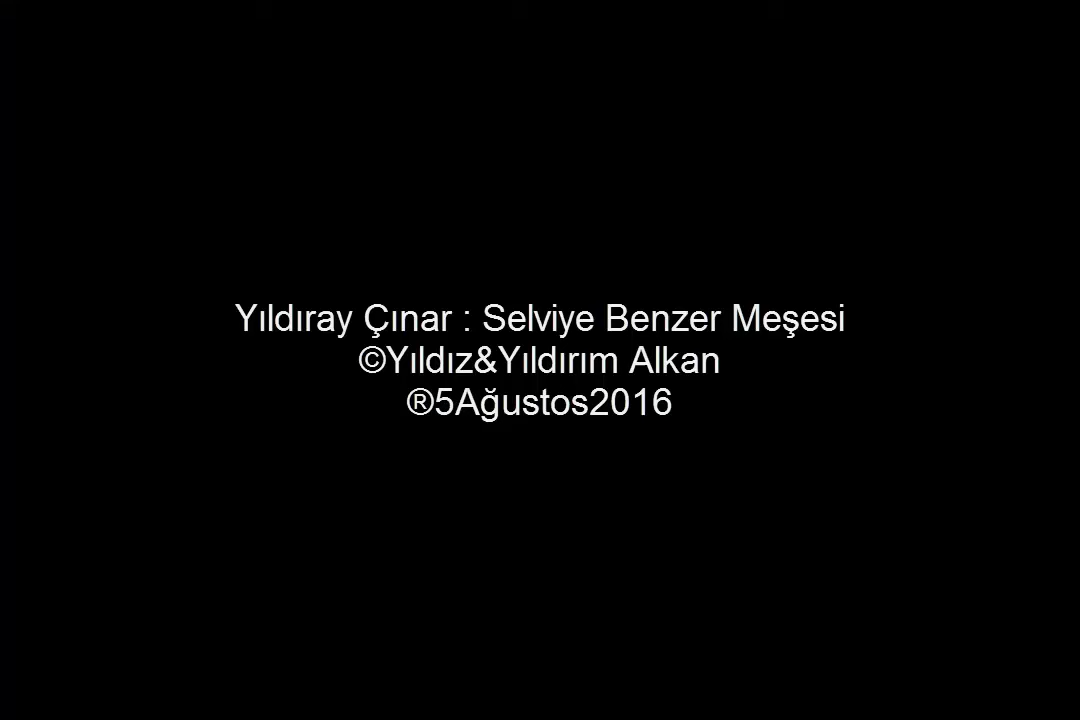 Yıldıray Çınar : Selviye Benzer Meşesi
©Yıldız&Yıldırım Alkan
®5Ağustos2016